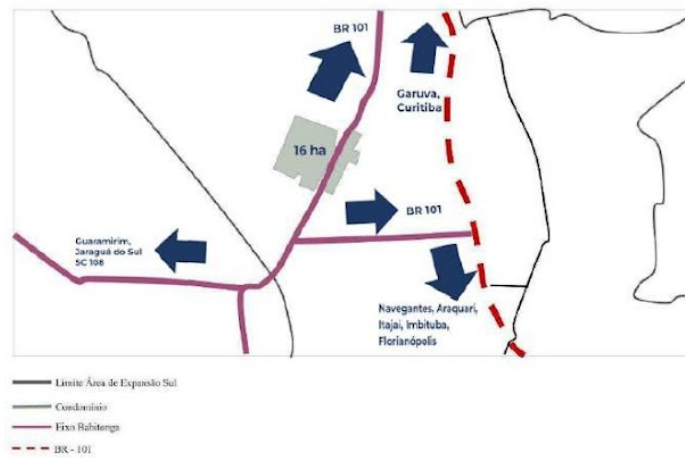 BR 101
Garuva,
Curitiba
16 ha
BR 101
Guaramirim,
Jaraguá do Sul
SC 108
Navegantes, Araquari,
Itajaí, Imbituba,
Florianópolis
Limite Área de Expansão Sul
Condomínio
Eixo Babitonga
BR - 101